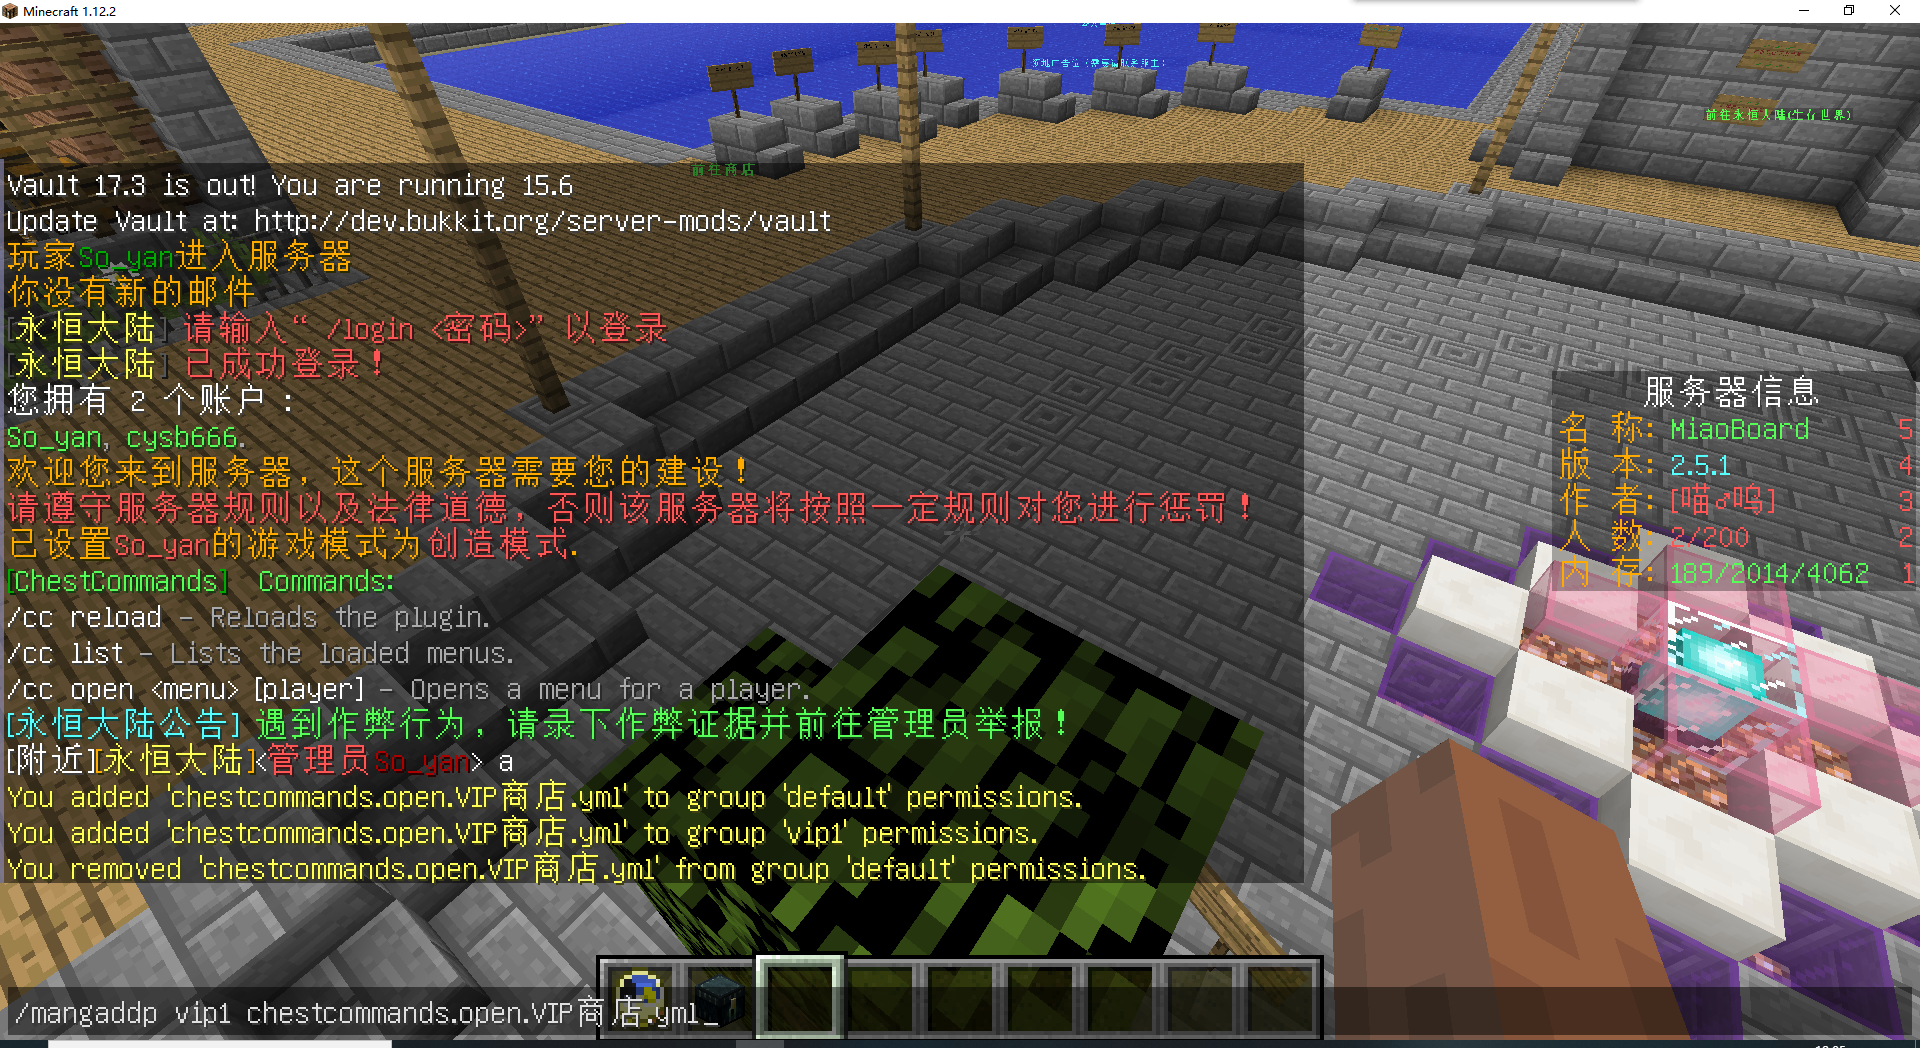 Minecraft 1.12.2
前往永恒大陆(生存世界)
前往商店
Vault 17.3 is out! You are running 15.6
Update Vault at: http://dev.bukkit.org/server-mods/vault
玩家So_yan进入服务器
你没有新的邮件
[永恒大陆] 请输入“ /login <密码>” 以登录
[永恒大陆] 已成功登录！
您拥有 2 个账户 ：
So_yan, cysb666.
欢迎您来到服务器，这个服务器需要您的建设！
请遵守服务器规则以及法律道德，否则该服务器将按照一定规则对您进行惩罚！
已设置So_yan的游戏模式为创造模式.
[ChestCommands]  Commands:
/cc reload - Reloads the plugin.
/cc list - Lists the loaded menus.
/cc open <menu> [player] - Opens a menu for a player.
[永恒大陆公告] 遇到作弊行为，请录下作弊证据并前往管理员举报！
[附近][永恒大陆]<管理员So_yan> a
You added 'chestcommands.open.VIP商店.yml' to group 'default' permissions.
You added 'chestcommands.open.VIP商店.yml' to group 'vip1' permissions.
You removed 'chestcommands.open.VIP商店.yml' from group 'default' permissions.
/mangaddp vip1 chestcommands.open.VIP商店.yml_
服务器信息
名 称: MiaoBoard 5
版 本: 2.5.1 4
作 者: [喵♂呜] 3
人 数: 2/200 2
内 存: 189/2014/4062 1